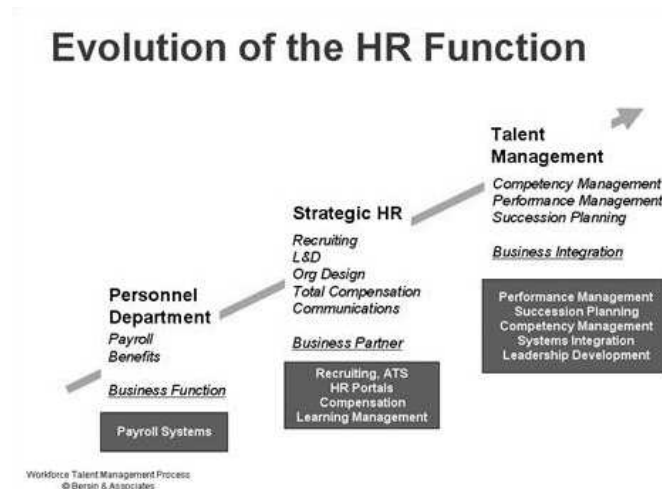 Evolution of the HR Function
Personnel
Department
Payroll
Benefits
Business Function
Payroll Systems
Strategic HR
Recruiting
L&D
Org Design
Total Compensation
Communications
Business Partner
Recruiting, ATS
HR Portals
Compensation
Learning Management
Talent
Management
Competency Management
Performance Management
Succession Planning
Business Integration
Performance Management
Succession Planning
Competency Management
Systems Integration
Leadership Development
Workforce Talent Management Process
© Bersin & Associates